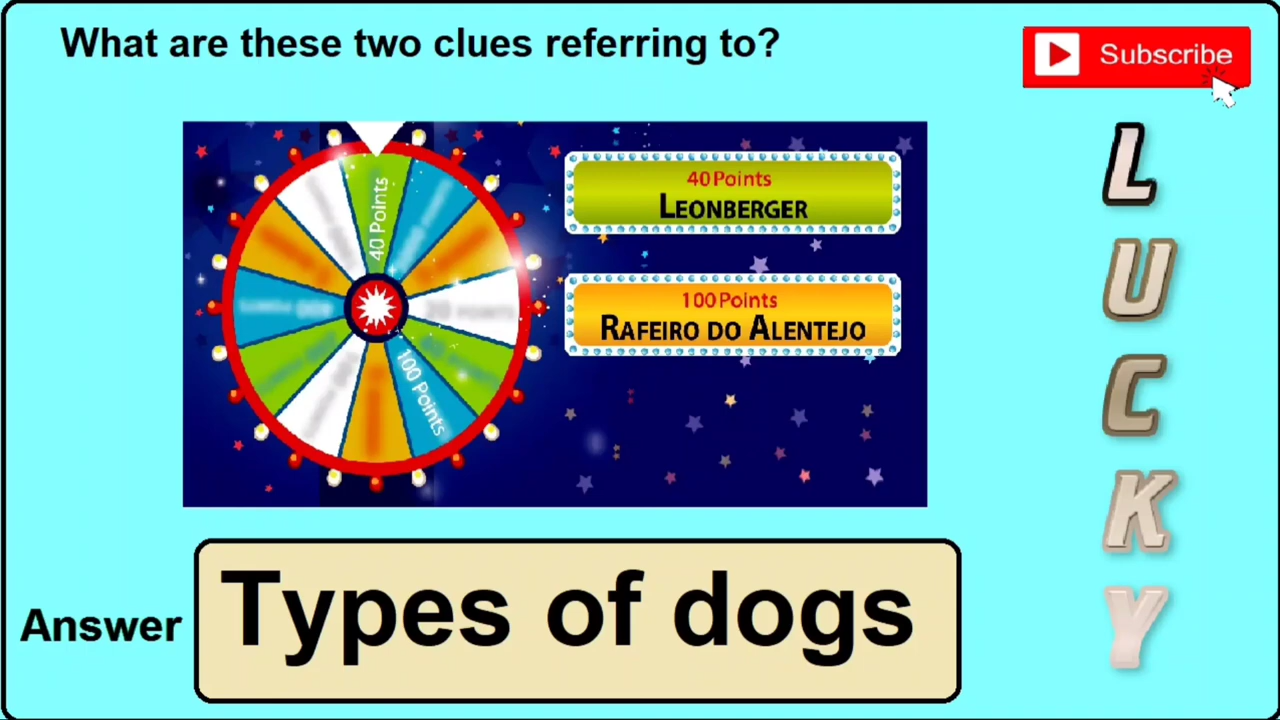 What are these two clues referring to?
Subscribe
40 Points
100 Points
40 Points
LEONBERGER
100 Points
RAFEIRO DO ALENTEJO
L
U
C
K
Y
Answer
Types of dogs